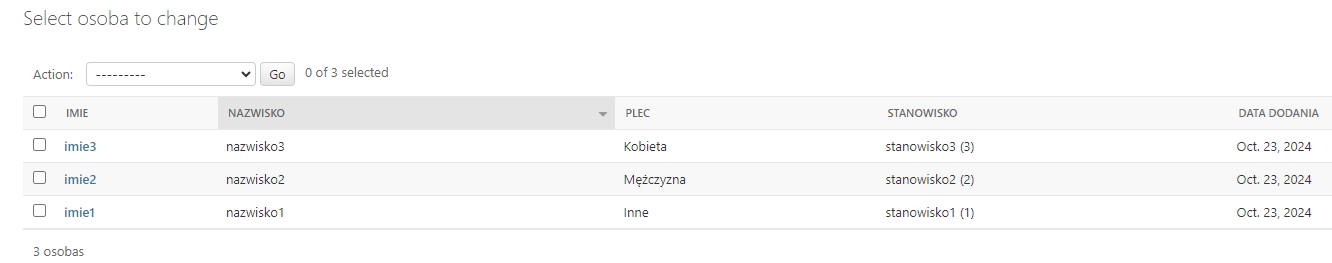 Select osoba to change
Action: --------- Go 0 of 3 selected
IMIE NAZWISKO PLEC STANOWISKO DATA DODANIA
imie3 nazwisko3 Kobieta stanowisko3 (3) Oct. 23, 2024
imie2 nazwisko2 Mężczyzna stanowisko2 (2) Oct. 23, 2024
imie1 nazwisko1 Inne stanowisko1 (1) Oct. 23, 2024
3 osobas